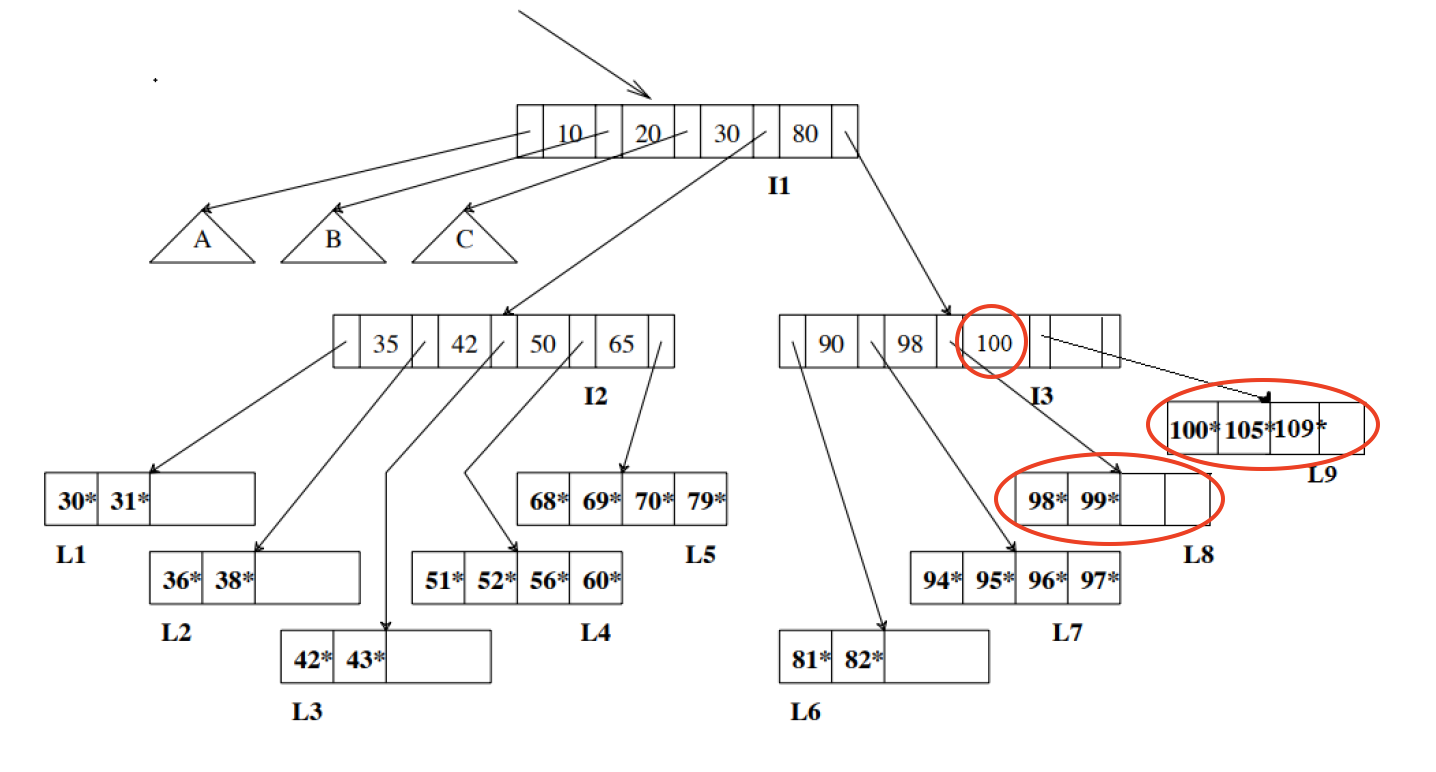 10 20 30 80
I1
A B C
35 42 50 65
90 98 100
I2
I3
100* 105* 109*
L9
30* 31*
68* 69* 70* 79*
98* 99*
L1
L5
L8
36* 38*
51* 52* 56* 60*
94* 95* 96* 97*
L2
L4
L7
42* 43*
81* 82*
L3
L6